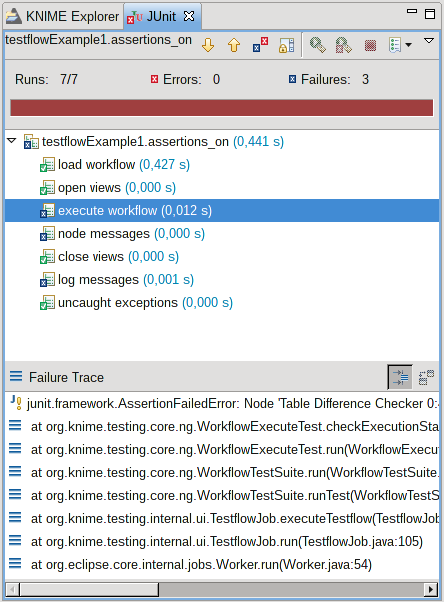 KNIME Explorer JUnit
testflowExample1.assertions_on
Runs: 7/7 Errors: 0 Failures: 3
testflowExample1.assertions_on (0,441 s)
load workflow (0,427 s)
open views (0,000 s)
execute workflow (0,012 s)
node messages (0,000 s)
close views (0,000 s)
log messages (0,001 s)
uncaught exceptions (0,000 s)
Failure Trace
junit.framework.AssertionFailedError: Node 'Table Difference Checker 0:
at org.knime.testing.core.ng.WorkflowExecuteTest.checkExecutionSta
at org.knime.testing.core.ng.WorkflowExecuteTest.run(WorkflowExecu
at org.knime.testing.core.ng.WorkflowTestSuite.run(WorkflowTestSuite.
at org.knime.testing.core.ng.WorkflowTestSuite.runTest(WorkflowTestS
at org.knime.testing.internal.ui.TestflowJob.executeTestflow(TestflowJob
at org.knime.testing.internal.ui.TestflowJob.run(TestflowJob.java:105)
at org.eclipse.core.internal.jobs.Worker.run(Worker.java:54)